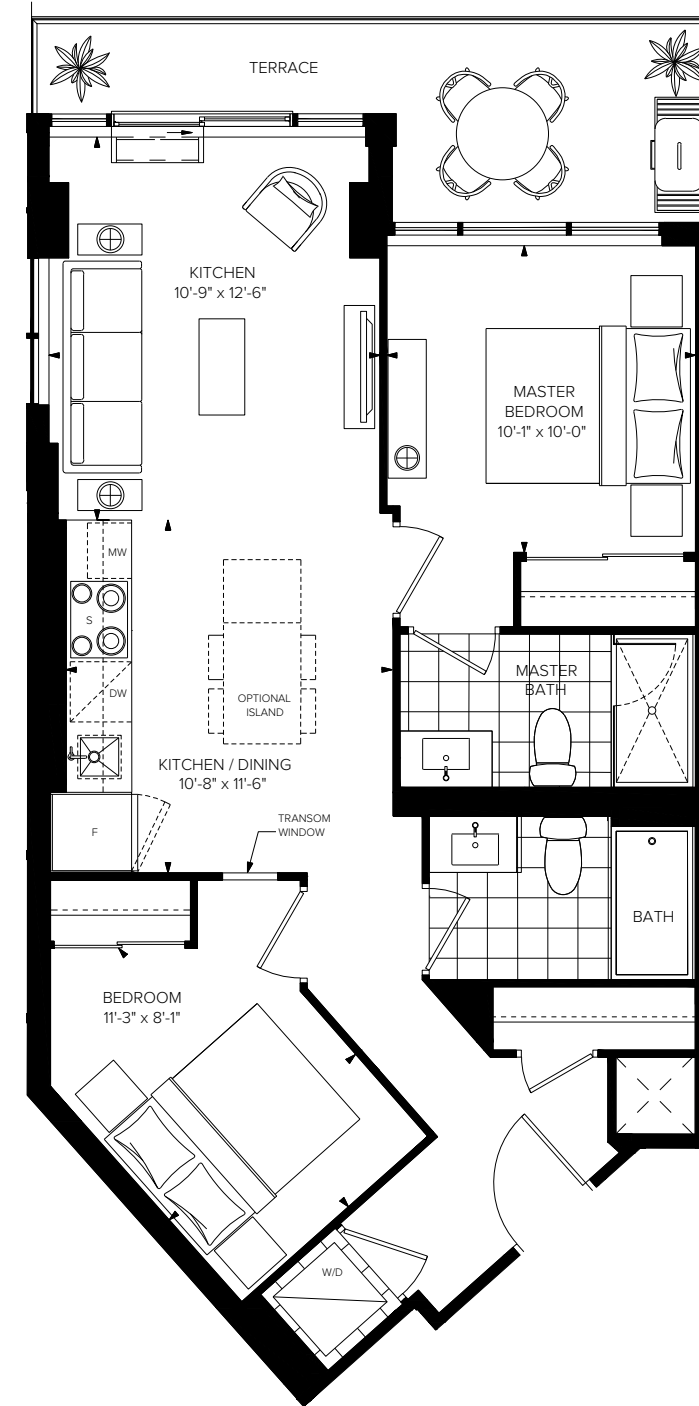 TERRACE
KITCHEN
10'-9" x 12'-6"
MASTER
BEDROOM
10'-1" x 10'-0"
MW
S
DW
OPTIONAL
ISLAND
MASTER
BATH
KITCHEN / DINING
10'-8" x 11'-6"
F
TRANSOM
WINDOW
BATH
BEDROOM
11'-3" x 8'-1"
W/D